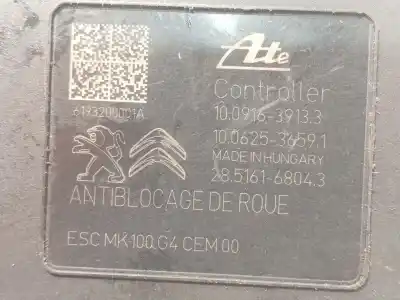 Ate
Controller
6193200001A
10.0916-3913.3
10.0625-3659.1
MADE IN HUNGARY
28.5161-6804.3
ANTIBLOCAGE DE ROUE
ESC MK100 G4 CEM 00